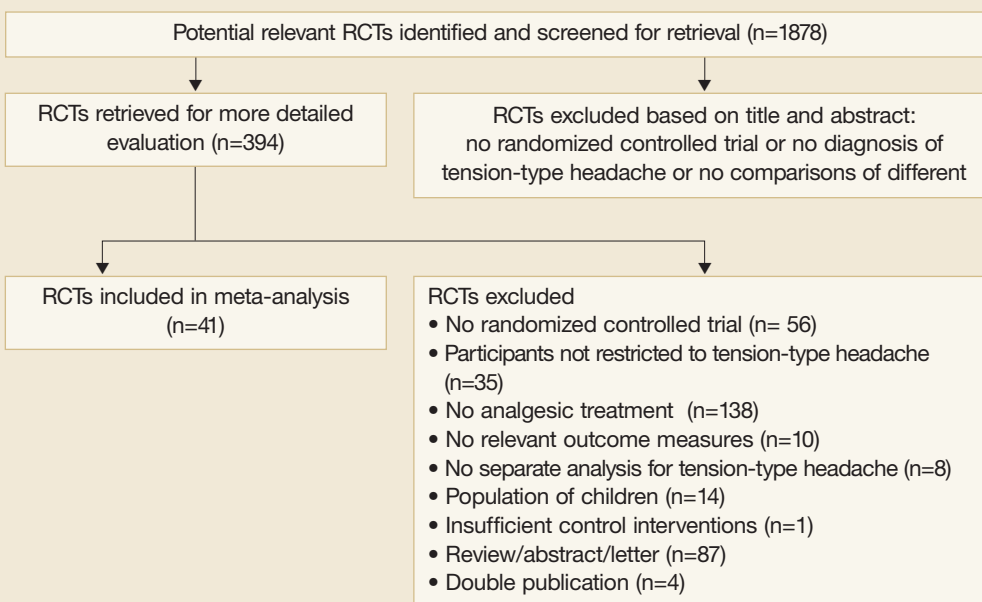 Potential relevant RCTs identified and screened for retrieval (n=1878)
RCTs retrieved for more detailed
evaluation (n=394)
RCTs excluded based on title and abstract:
no randomized controlled trial or no diagnosis of
tension-type headache or no comparisons of different
RCTs included in meta-analysis
(n=41)
RCTs excluded
• No randomized controlled trial (n= 56)
• Participants not restricted to tension-type headache
(n=35)
• No analgesic treatment (n=138)
• No relevant outcome measures (n=10)
• No separate analysis for tension-type headache (n=8)
• Population of children (n=14)
• Insufficient control interventions (n=1)
• Review/abstract/letter (n=87)
• Double publication (n=4)